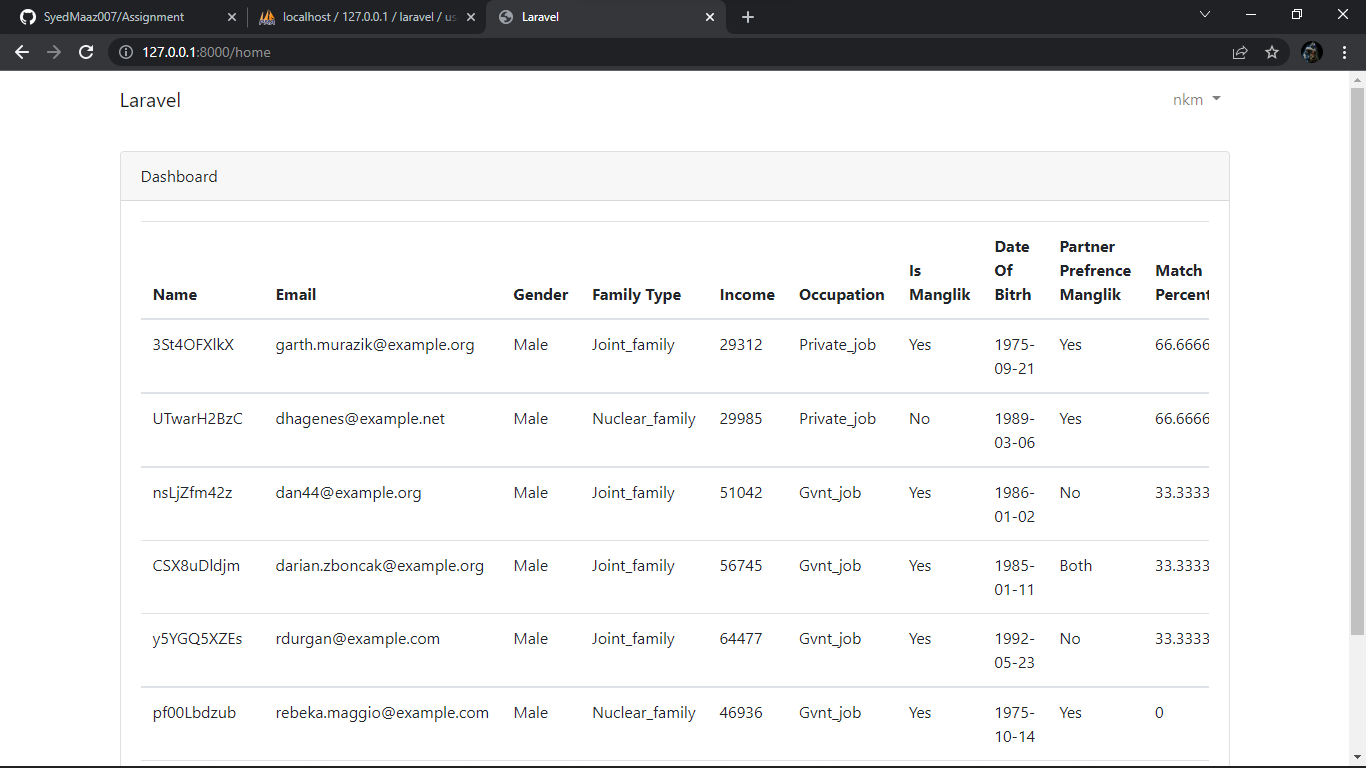 SyedMaaz007/Assignment
localhost / 127.0.0.1 / laravel / us
Laravel
127.0.0.1:8000/home
Laravel
nkm
Dashboard
Name Email Gender Family Type Income Occupation Is Manglik Date Of Bitrh Partner Prefrence Manglik Match Percent
3St4OFXlkX garth.murazik@example.org Male Joint_family 29312 Private_job Yes 1975-09-21 Yes 66.6666
UTwarH2BzC dhagenes@example.net Male Nuclear_family 29985 Private_job No 1989-03-06 Yes 66.6666
nsLjZfm42z dan44@example.org Male Joint_family 51042 Gvnt_job Yes 1986-01-02 No 33.3333
CSX8uDldjm darian.zboncak@example.org Male Joint_family 56745 Gvnt_job Yes 1985-01-11 Both 33.3333
y5YGQ5XZEs rdurgan@example.com Male Joint_family 64477 Gvnt_job Yes 1992-05-23 No 33.3333
pf00Lbdzub rebeka.maggio@example.com Male Nuclear_family 46936 Gvnt_job Yes 1975-10-14 Yes 0